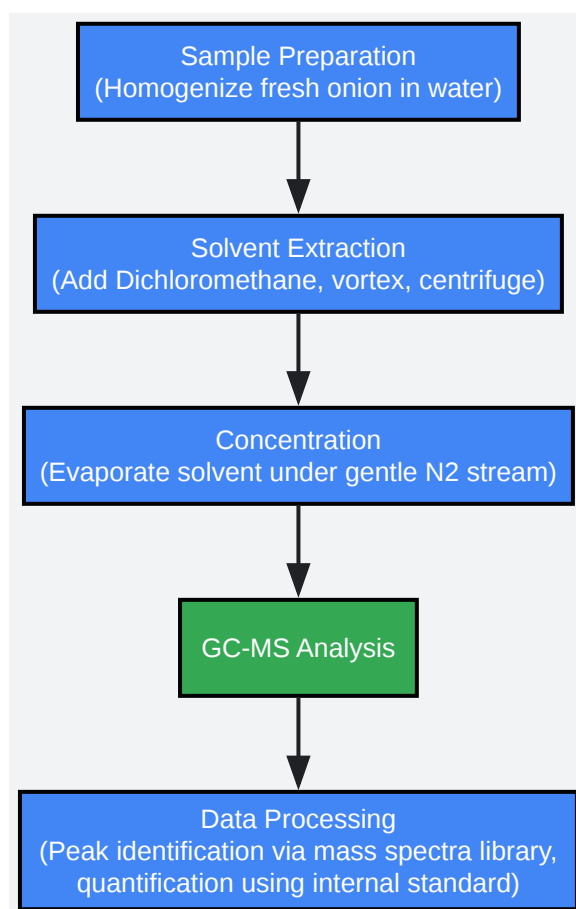 Sample Preparation
(Homogenize fresh onion in water)
Solvent Extraction
(Add Dichloromethane, vortex, centrifuge)
Concentration
(Evaporate solvent under gentle N2 stream)
GC-MS Analysis
Data Processing
(Peak identification via mass spectra library,
quantification using internal standard)